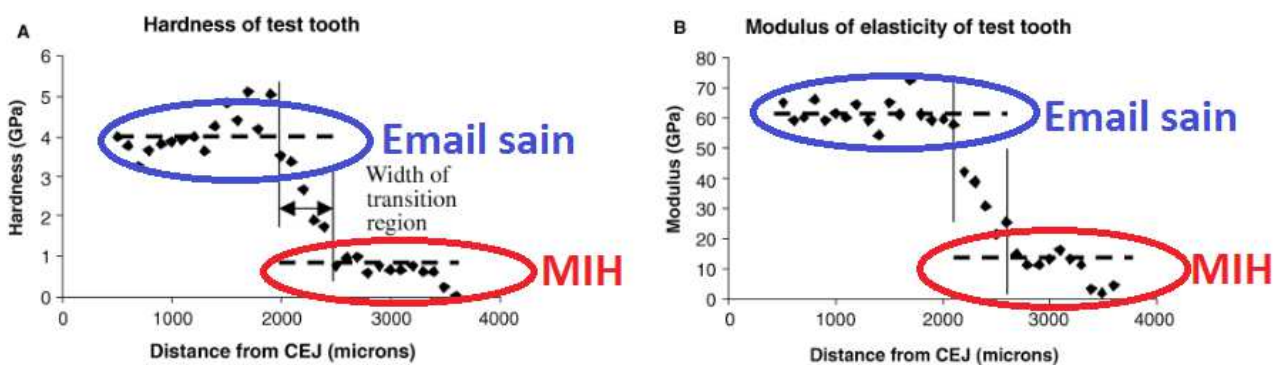 A
Hardness of test tooth
6
5
4
3
2
1
0
Hardness (GPa)
Email sain
Width of
transition
region
MIH
0
1000
2000
3000
4000
Distance from CEJ (microns)
B
Modulus of elasticity of test tooth
80
70
60
50
40
30
20
10
0
Modulus (GPa)
Email sain
MIH
0
1000
2000
3000
4000
Distance from CEJ (microns)